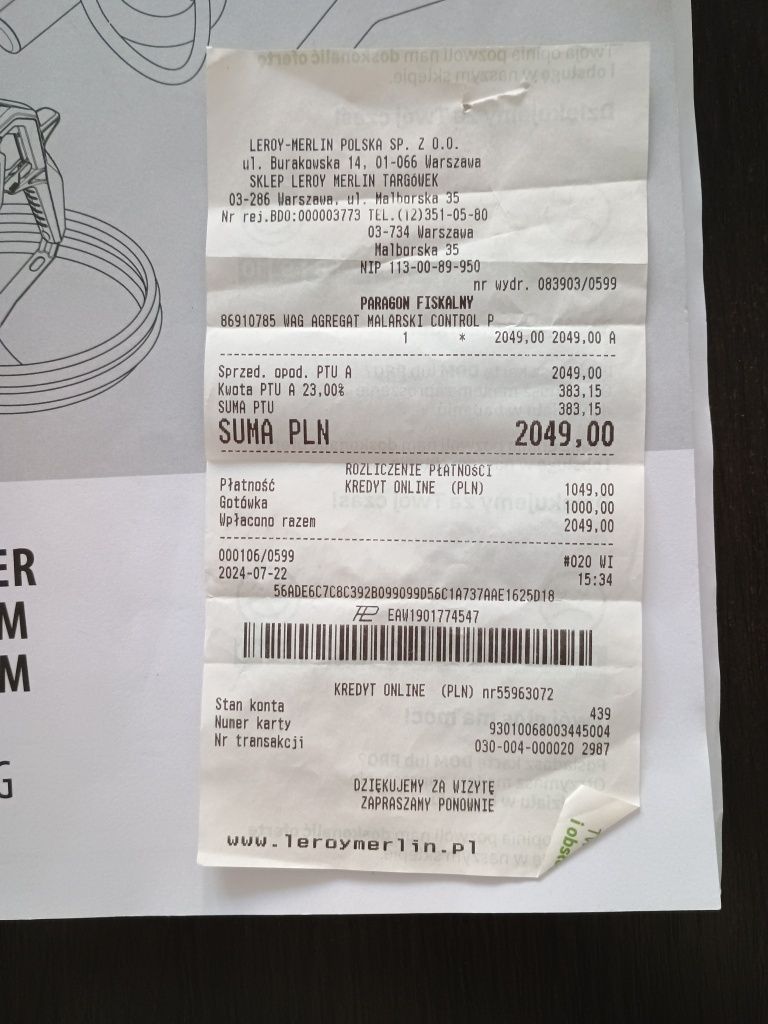 LEROY-MERLIN POLSKA SP. Z O.O.
ul. Burakowska 14, 01-066 Warszawa
SKLEP LEROY MERLIN TARGÓWEK
03-286 Warszawa, ul. Malborska 35
Nr rej.BDO:000003773 TEL.(12)351-05-80
03-734 Warszawa
Malborska 35
NIP 113-00-89-950
nr wydr. 083903/0599
PARAGON FISKALNY
86910785 WAG AGREGAT MALARSKI CONTROL P
1 * 2049,00 2049,00 A
Sprzed. opod. PTU A 2049,00
Kwota PTU A 23,00% 383,15
SUMA PTU 383,15
SUMA PLN 2049,00
ROZLICZENIE PŁATNOŚCI
Płatność KREDYT ONLINE (PLN) 1049,00
Gotówka 1000,00
Wpłacono razem 2049,00
000106/0599 #020 WI
2024-07-22 15:34
56ADE6C7C8C392B099099D56C1A737AAE1625D18
EAW1901774547
KREDYT ONLINE (PLN) nr55963072
Stan konta 439
Numer karty 93010068003445004
Nr transakcji 030-004-000020 2987
DZIĘKUJEMY ZA WIZYTĘ
ZAPRASZAMY PONOWNIE
www.leroymerlin.pl
ER
M
M
G